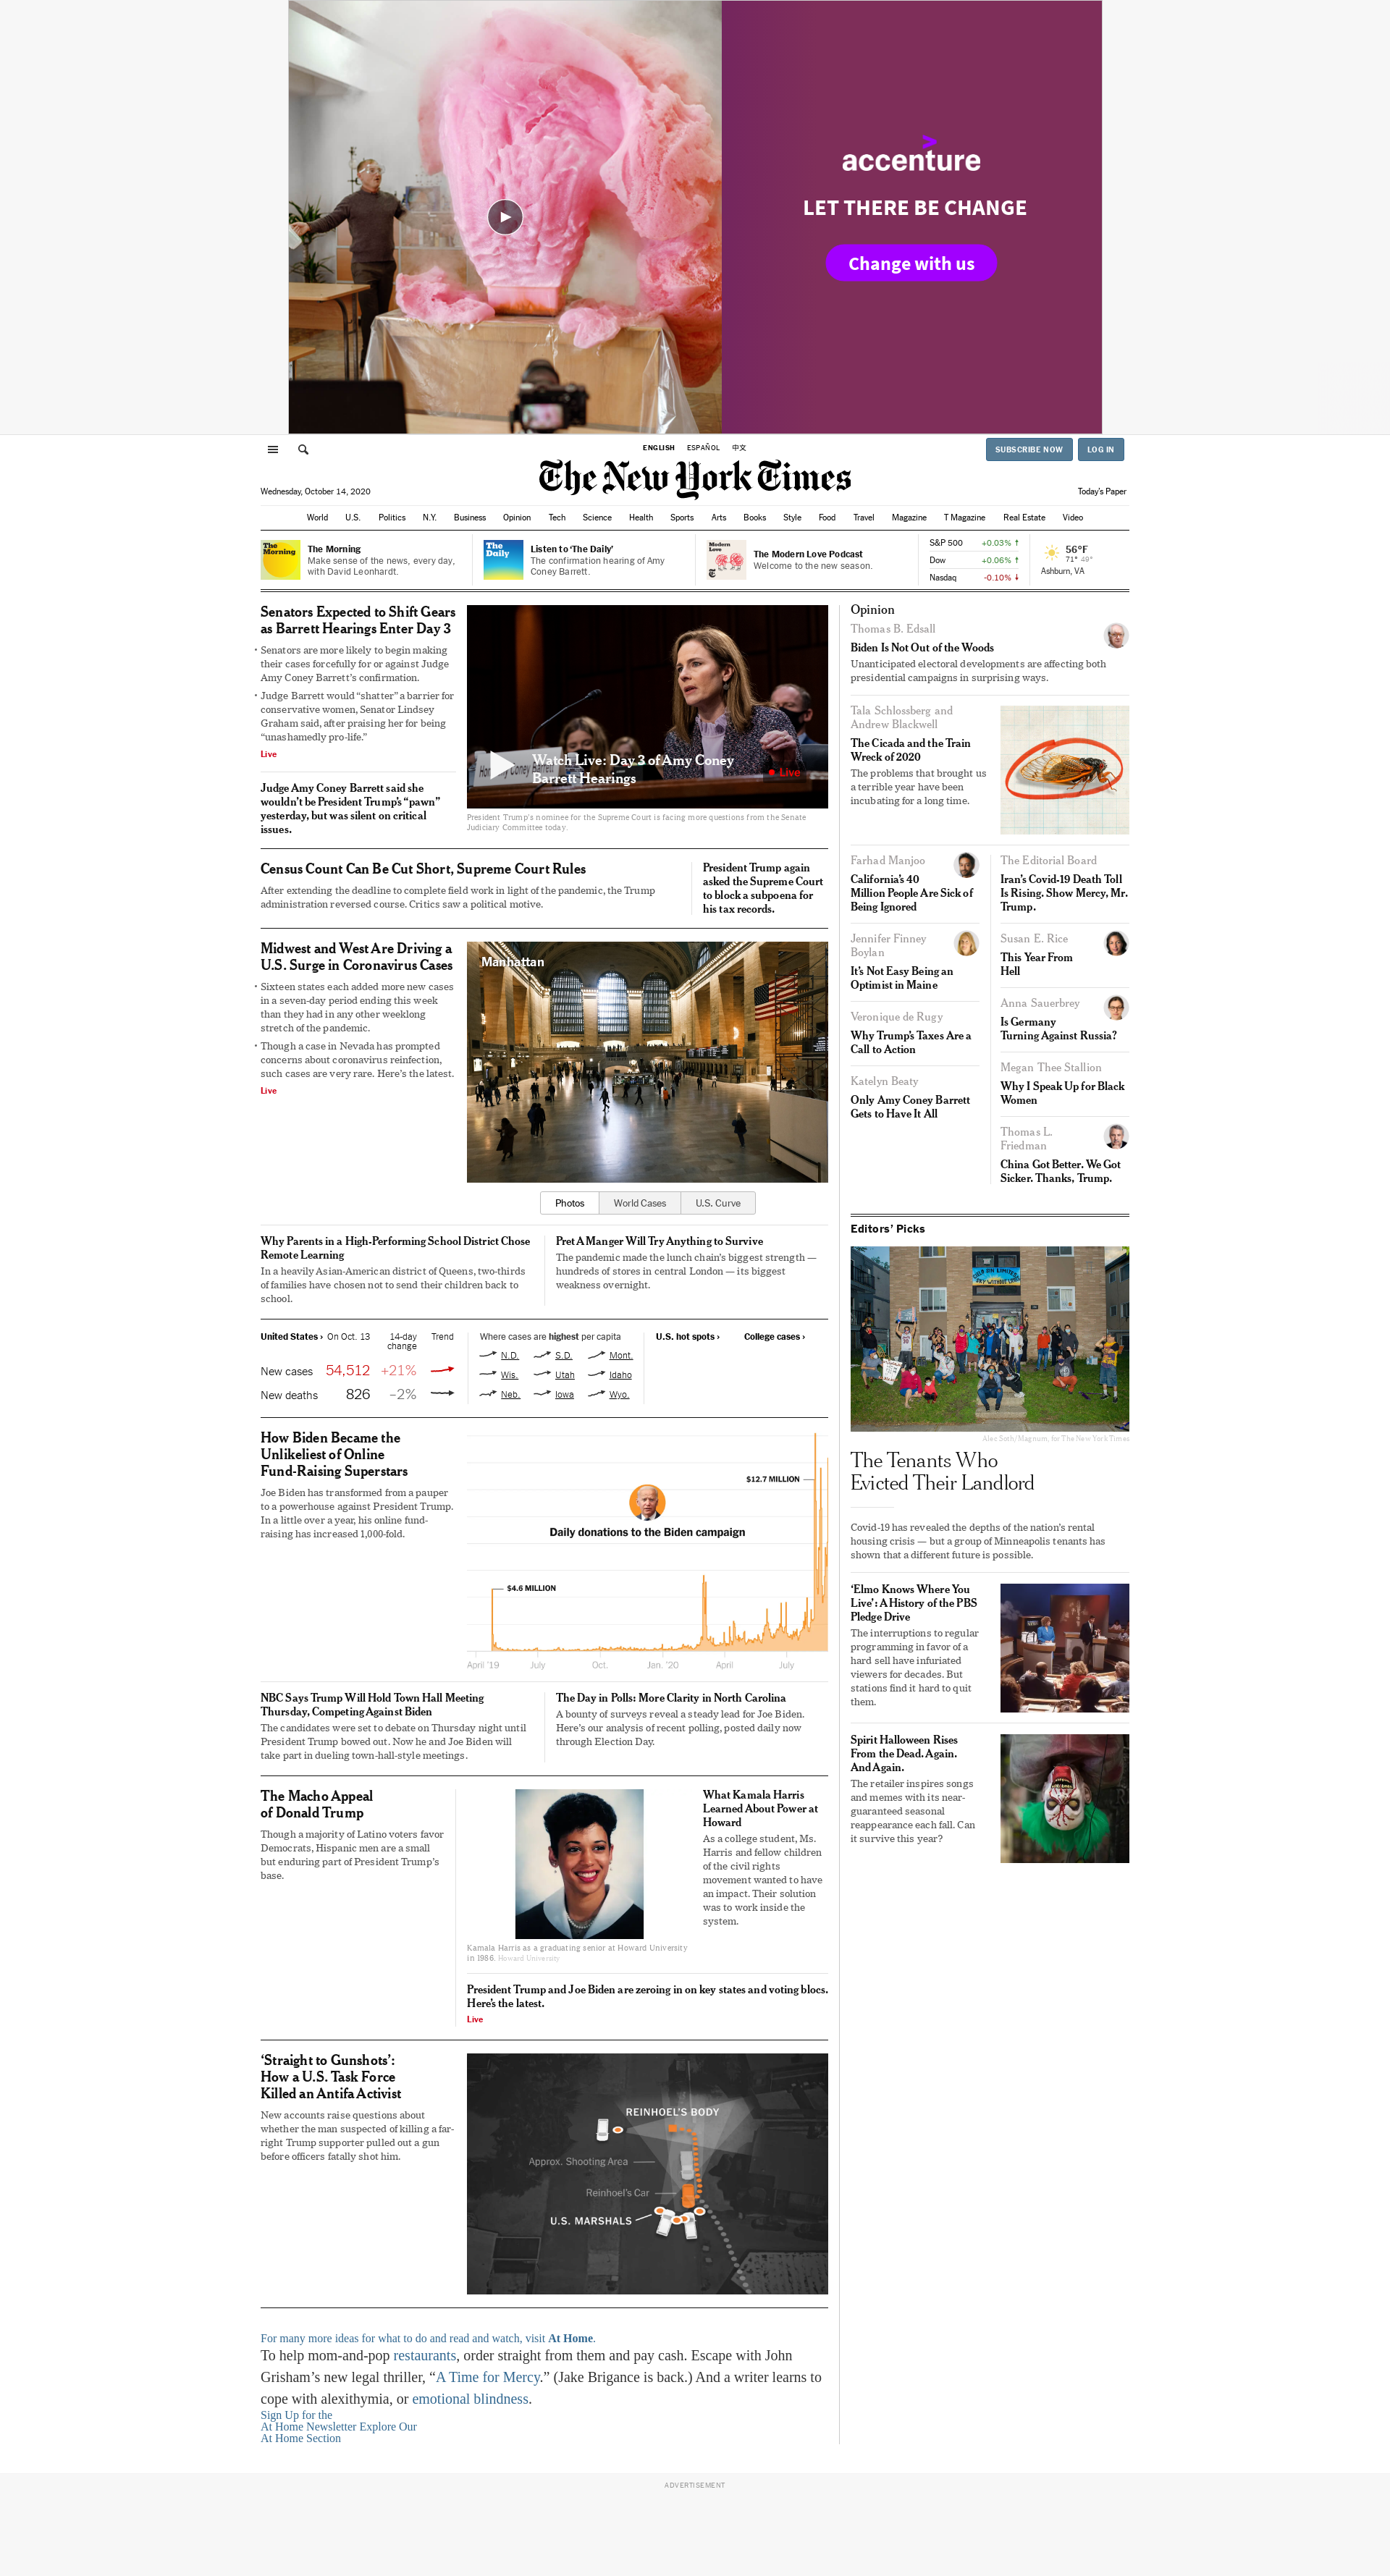 accenture
LET THERE BE CHANGE
Change with us
ENGLISH ESPAÑOL 中文
SUBSCRIBE NOW LOG IN
The New York Times
Wednesday, October 14, 2020
Today's Paper
World U.S. Politics N.Y. Business Opinion Tech Science Health Sports Arts Books Style Food Travel Magazine T Magazine Real Estate Video
The Morning
The Morning
Make sense of the news, every day,
with David Leonhardt.
The Daily
Listen to ‘The Daily’
The confirmation hearing of Amy
Coney Barrett.
Modern Love
The Modern Love Podcast
Welcome to the new season.
S&P 500 +0.03%
Dow +0.06%
Nasdaq -0.10%
56°F
71° 49°
Ashburn, VA
Senators Expected to Shift Gears
as Barrett Hearings Enter Day 3
Senators are more likely to begin making
their cases forcefully for or against Judge
Amy Coney Barrett’s confirmation.
Judge Barrett would “shatter” a barrier for
conservative women, Senator Lindsey
Graham said, after praising her for being
“unashamedly pro-life.”
Live
Judge Amy Coney Barrett said she
wouldn’t be President Trump’s “pawn”
yesterday, but was silent on critical
issues.
Watch Live: Day 3 of Amy Coney
Barrett Hearings
Live
President Trump’s nominee for the Supreme Court is facing more questions from the Senate
Judiciary Committee today.
Census Count Can Be Cut Short, Supreme Court Rules
After extending the deadline to complete field work in light of the pandemic, the Trump
administration reversed course. Critics saw a political motive.
President Trump again
asked the Supreme Court
to block a subpoena for
his tax records.
Midwest and West Are Driving a
U.S. Surge in Coronavirus Cases
Sixteen states each added more new cases
in a seven-day period ending this week
than they had in any other weeklong
stretch of the pandemic.
Though a case in Nevada has prompted
concerns about coronavirus reinfection,
such cases are very rare. Here’s the latest.
Live
Manhattan
Photos World Cases U.S. Curve
Why Parents in a High-Performing School District Chose
Remote Learning
In a heavily Asian-American district of Queens, two-thirds
of families have chosen not to send their children back to
school.
Pret A Manger Will Try Anything to Survive
The pandemic made the lunch chain’s biggest strength —
hundreds of stores in central London — its biggest
weakness overnight.
United States › On Oct. 13 14-day change Trend
New cases 54,512 +21%
New deaths 826 –2%
Where cases are highest per capita
N.D. S.D. Mont.
Wis. Utah Idaho
Neb. Iowa Wyo.
U.S. hot spots › College cases ›
How Biden Became the
Unlikeliest of Online
Fund-Raising Superstars
Joe Biden has transformed from a pauper
to a powerhouse against President Trump.
In a little over a year, his online fund-
raising has increased 1,000-fold.
$12.7 MILLION
Daily donations to the Biden campaign
$4.6 MILLION
April ’19 July Oct. Jan. ’20 April July
NBC Says Trump Will Hold Town Hall Meeting
Thursday, Competing Against Biden
The candidates were set to debate on Thursday night until
President Trump bowed out. Now he and Joe Biden will
take part in dueling town-hall-style meetings.
The Day in Polls: More Clarity in North Carolina
A bounty of surveys reveal a steady lead for Joe Biden.
Here’s our analysis of recent polling, posted daily now
through Election Day.
The Macho Appeal
of Donald Trump
Though a majority of Latino voters favor
Democrats, Hispanic men are a small
but enduring part of President Trump’s
base.
Kamala Harris as a graduating senior at Howard University
in 1986. Howard University
What Kamala Harris
Learned About Power at
Howard
As a college student, Ms.
Harris and fellow children
of the civil rights
movement wanted to have
an impact. Their solution
was to work inside the
system.
President Trump and Joe Biden are zeroing in on key states and voting blocs.
Here’s the latest.
Live
‘Straight to Gunshots’:
How a U.S. Task Force
Killed an Antifa Activist
New accounts raise questions about
whether the man suspected of killing a far-
right Trump supporter pulled out a gun
before officers fatally shot him.
REINHOEL’S BODY
Approx. Shooting Area
Reinhoel’s Car
U.S. MARSHALS
For many more ideas for what to do and read and watch, visit At Home.
To help mom-and-pop restaurants, order straight from them and pay cash. Escape with John
Grisham’s new legal thriller, “A Time for Mercy.” (Jake Brigance is back.) And a writer learns to
cope with alexithymia, or emotional blindness.
Sign Up for the
At Home Newsletter Explore Our
At Home Section
Opinion
Thomas B. Edsall
Biden Is Not Out of the Woods
Unanticipated electoral developments are affecting both
presidential campaigns in surprising ways.
Tala Schlossberg and
Andrew Blackwell
The Cicada and the Train
Wreck of 2020
The problems that brought us
a terrible year have been
incubating for a long time.
Farhad Manjoo
California’s 40
Million People Are Sick of
Being Ignored
Jennifer Finney
Boylan
It’s Not Easy Being an
Optimist in Maine
Veronique de Rugy
Why Trump’s Taxes Are a
Call to Action
Katelyn Beaty
Only Amy Coney Barrett
Gets to Have It All
The Editorial Board
Iran’s Covid-19 Death Toll
Is Rising. Show Mercy, Mr.
Trump.
Susan E. Rice
This Year From
Hell
Anna Sauerbrey
Is Germany
Turning Against Russia?
Megan Thee Stallion
Why I Speak Up for Black
Women
Thomas L.
Friedman
China Got Better. We Got
Sicker. Thanks, Trump.
Editors’ Picks
Alec Soth/Magnum, for The New York Times
The Tenants Who
Evicted Their Landlord
Covid-19 has revealed the depths of the nation’s rental
housing crisis — but a group of Minneapolis tenants has
shown that a different future is possible.
‘Elmo Knows Where You
Live’: A History of the PBS
Pledge Drive
The interruptions to regular
programming in favor of a
hard sell have infuriated
viewers for decades. But
stations find it hard to quit
them.
Spirit Halloween Rises
From the Dead. Again.
And Again.
The retailer inspires songs
and memes with its near-
guaranteed seasonal
reappearance each fall. Can
it survive this year?
ADVERTISEMENT